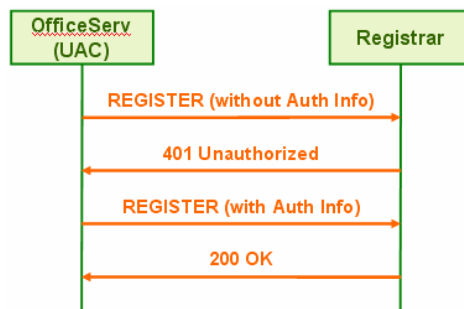 OfficeServ
(UAC)
Registrar
REGISTER (without Auth Info)
401 Unauthorized
REGISTER (with Auth Info)
200 OK